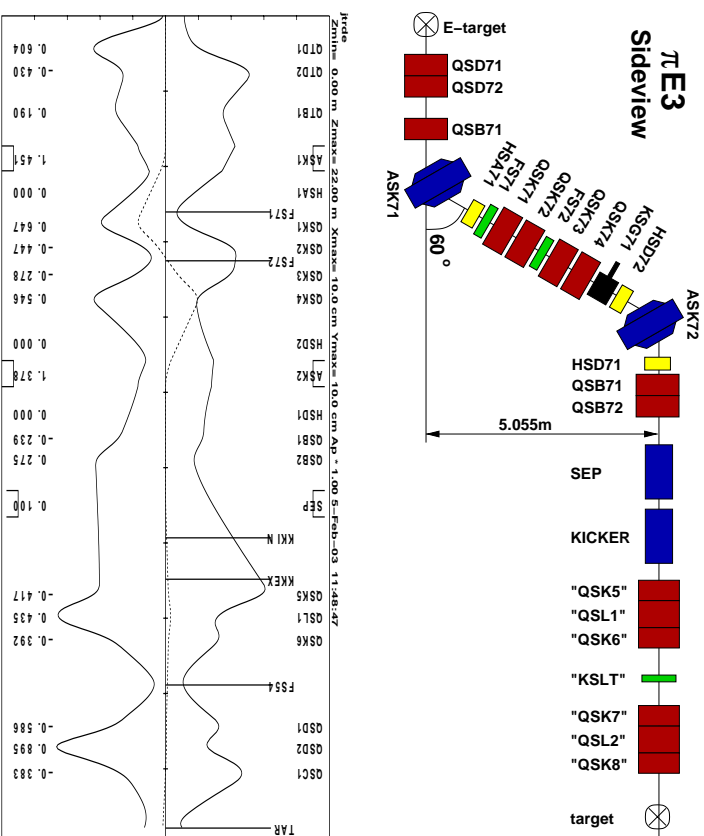 πE3
Sideview
E-target
QSD71
QSD72
QSB71
ASK71
HSA71
FS71
QSK71
QSK72
FS72
QSK73
QSK74
KSG71
HSD72
60°
ASK72
HSD71
QSB71
QSB72
5.055m
SEP
KICKER
"QSK5"
"QSL1"
"QSK6"
"KSLT"
"QSK7"
"QSL2"
"QSK8"
target
jtrde
Zmin= 0.00 m Zmax= 22.00 m Xmax= 10.0 cm Ymax= 10.0 cm Ap * 1.00 5-Feb-03 11:48:47
QTD1
QTD2
QTB1
ASK1
HSA1
FS71
QSK1
QSK2
FS72
QSK3
QSK4
HSD2
ASK2
HSD1
QSB1
QSB2
SEP
KKIN
KKEX
QSK5
QSL1
QSK6
FS54
QSD1
QSD2
QSC1
TAR
0.604
-0.430
0.190
1.451
0.000
0.647
-0.447
-0.278
0.546
0.000
1.378
0.000
-0.239
0.275
0.100
-0.417
0.435
-0.392
-0.586
0.895
-0.383